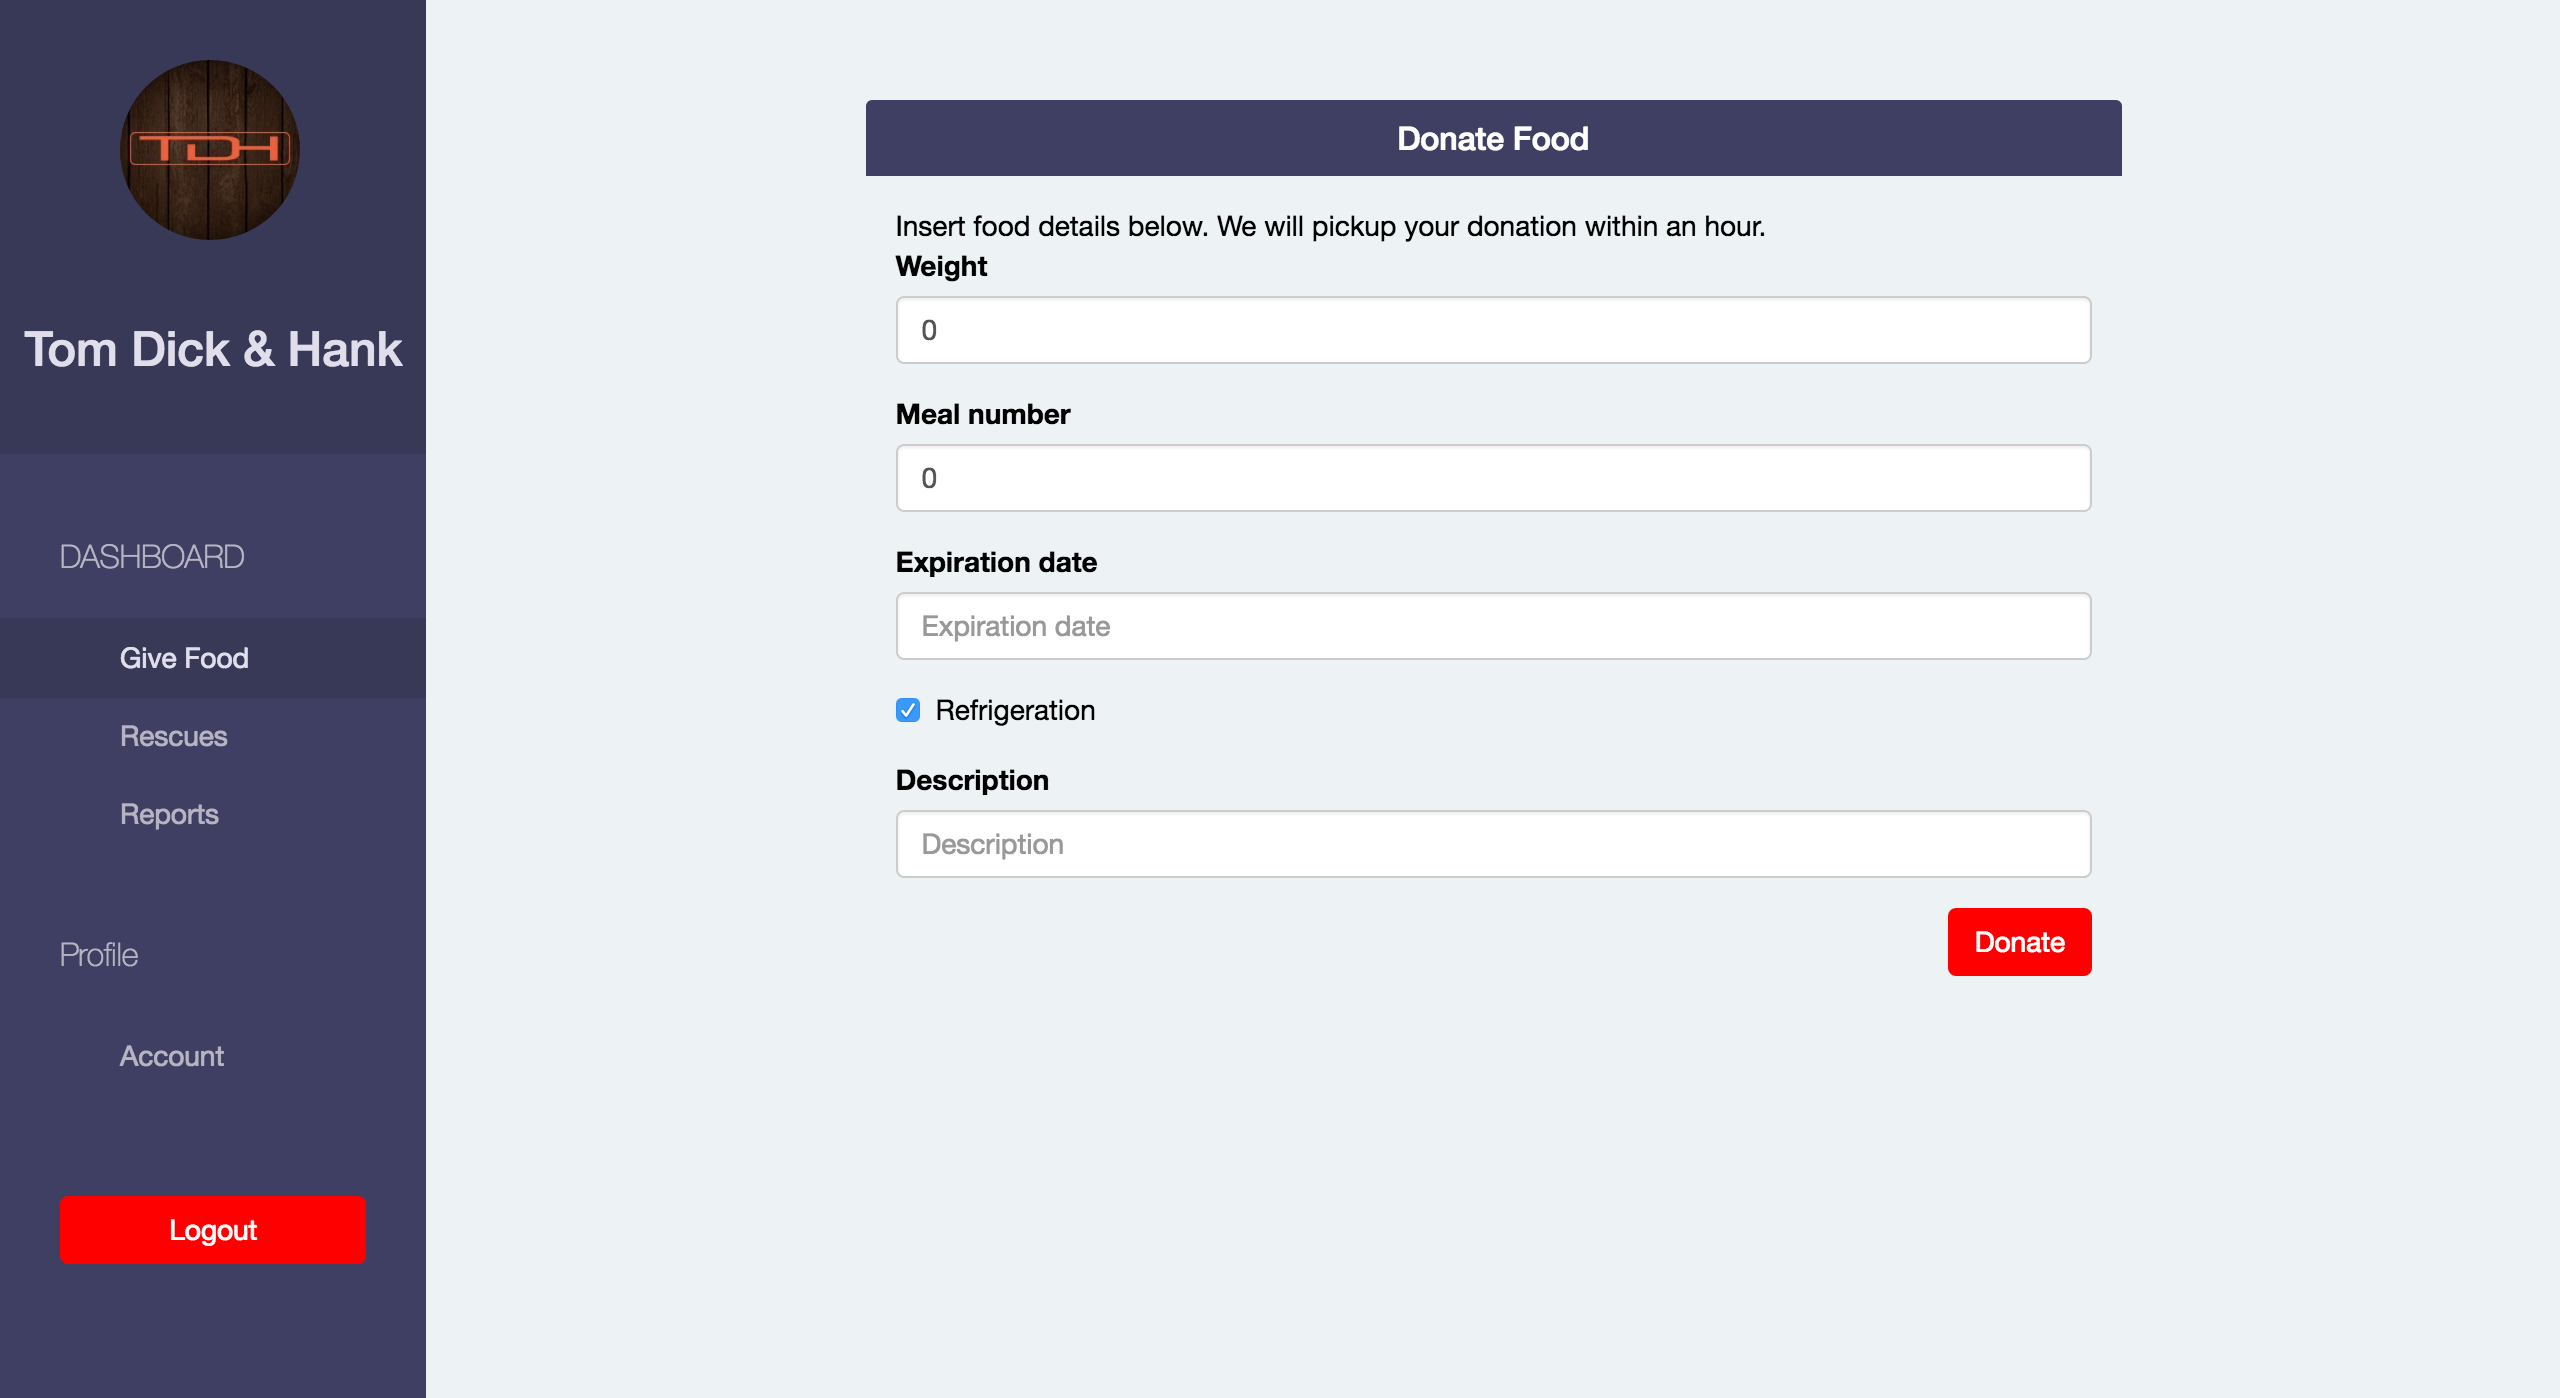 TDH
Tom Dick & Hank
DASHBOARD
Give Food
Rescues
Reports
Profile
Account
Logout
Donate Food
Insert food details below. We will pickup your donation within an hour.
Weight
0
Meal number
0
Expiration date
Expiration date
Refrigeration
Description
Description
Donate